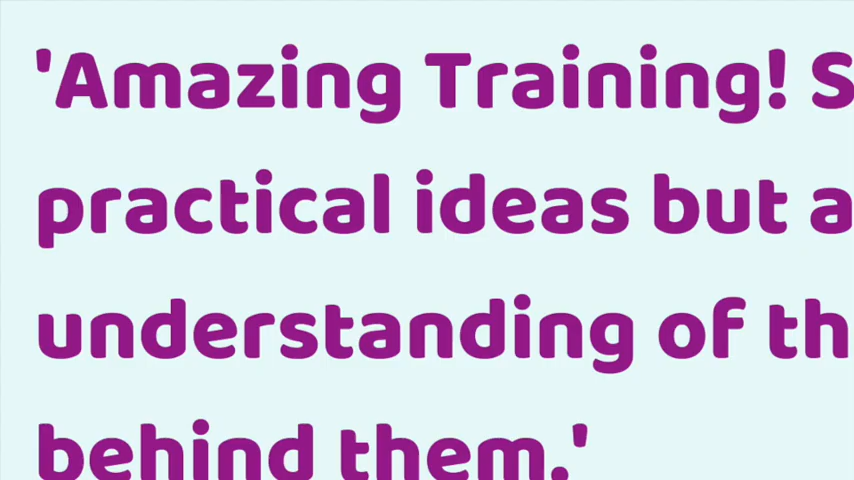 'Amazing Training! S
practical ideas but a
understanding of th
behind them.'